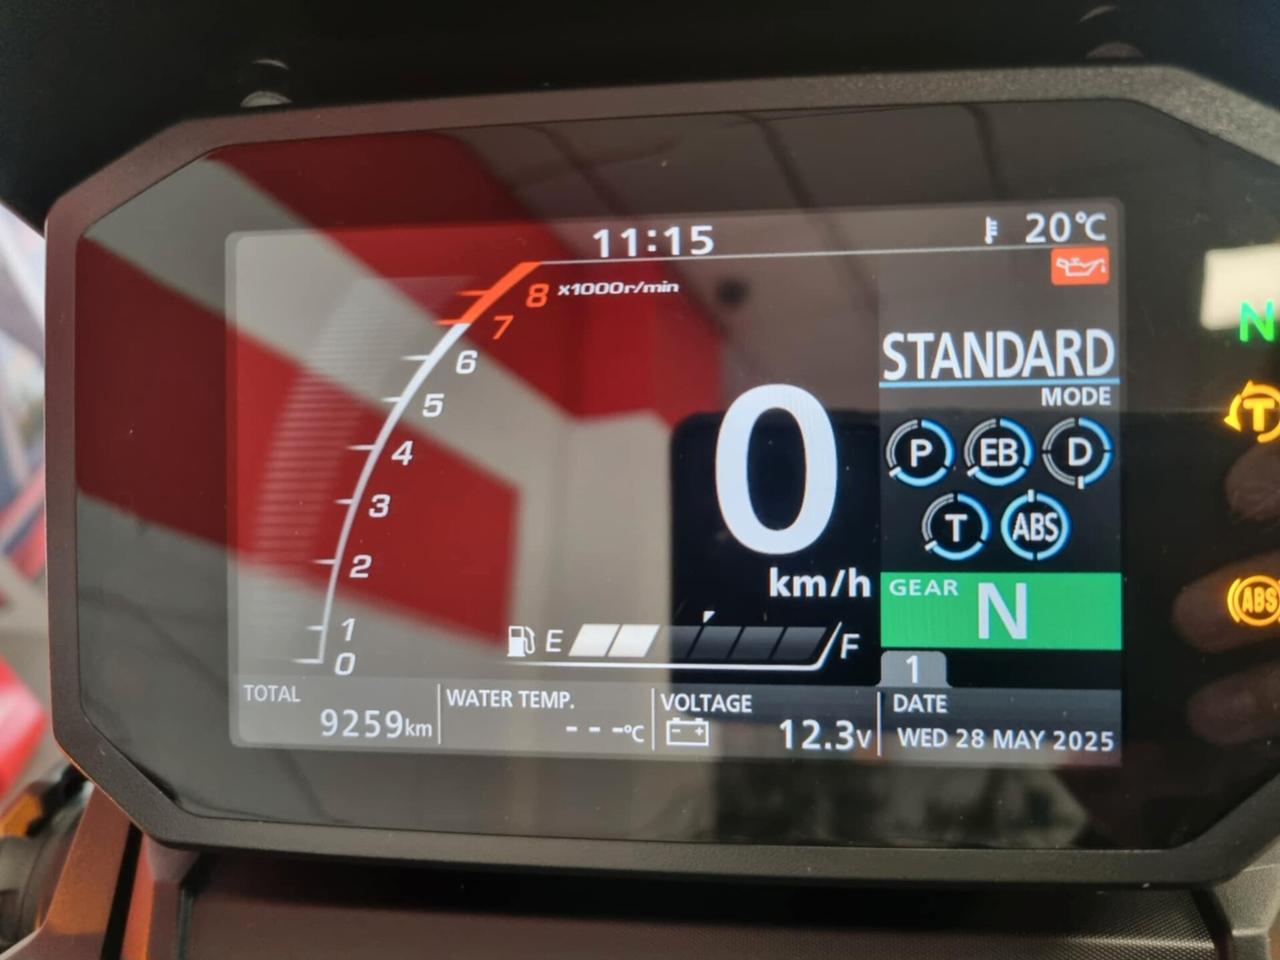 11:15
20°C
8 x1000r/min
7
6
5
4
3
2
1
0
STANDARD
MODE
P EB D
T ABS
0
km/h
E F
GEAR N
1
TOTAL
9259km
WATER TEMP.
---°C
VOLTAGE
12.3V
DATE
WED 28 MAY 2025
N
T
ABS